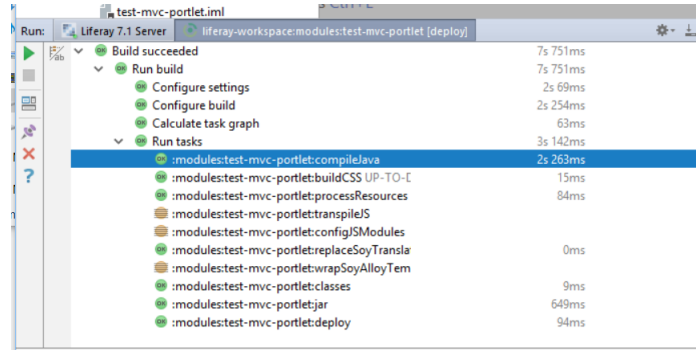 test-mvc-portlet.iml
Run: Liferay 7.1 Server liferay-workspace:modules:test-mvc-portlet [deploy]
Build succeeded 7s 751ms
Run build 7s 751ms
Configure settings 2s 69ms
Configure build 2s 254ms
Calculate task graph 63ms
Run tasks 3s 142ms
:modules:test-mvc-portlet:compileJava 2s 263ms
:modules:test-mvc-portlet:buildCSS UP-TO-D 15ms
:modules:test-mvc-portlet:processResources 84ms
:modules:test-mvc-portlet:transpileJS
:modules:test-mvc-portlet:configJSModules
:modules:test-mvc-portlet:replaceSoyTransla 0ms
:modules:test-mvc-portlet:wrapSoyAlloyTem
:modules:test-mvc-portlet:classes 9ms
:modules:test-mvc-portlet:jar 649ms
:modules:test-mvc-portlet:deploy 94ms